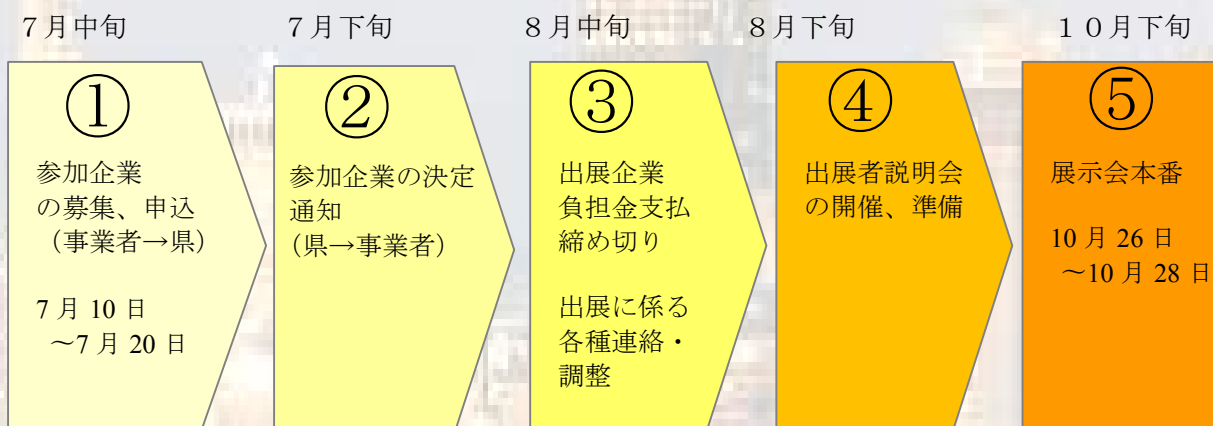 7月中旬
7月下旬
8月中旬
8月下旬
10月下旬
①
参加企業
の募集、申込
（事業者→県）
7月10日
～7月20日
②
参加企業の決定
通知
（県→事業者）
③
出展企業
負担金支払
締め切り
出展に係る
各種連絡・
調整
④
出展者説明会
の開催、準備
⑤
展示会本番
10月26日
～10月28日